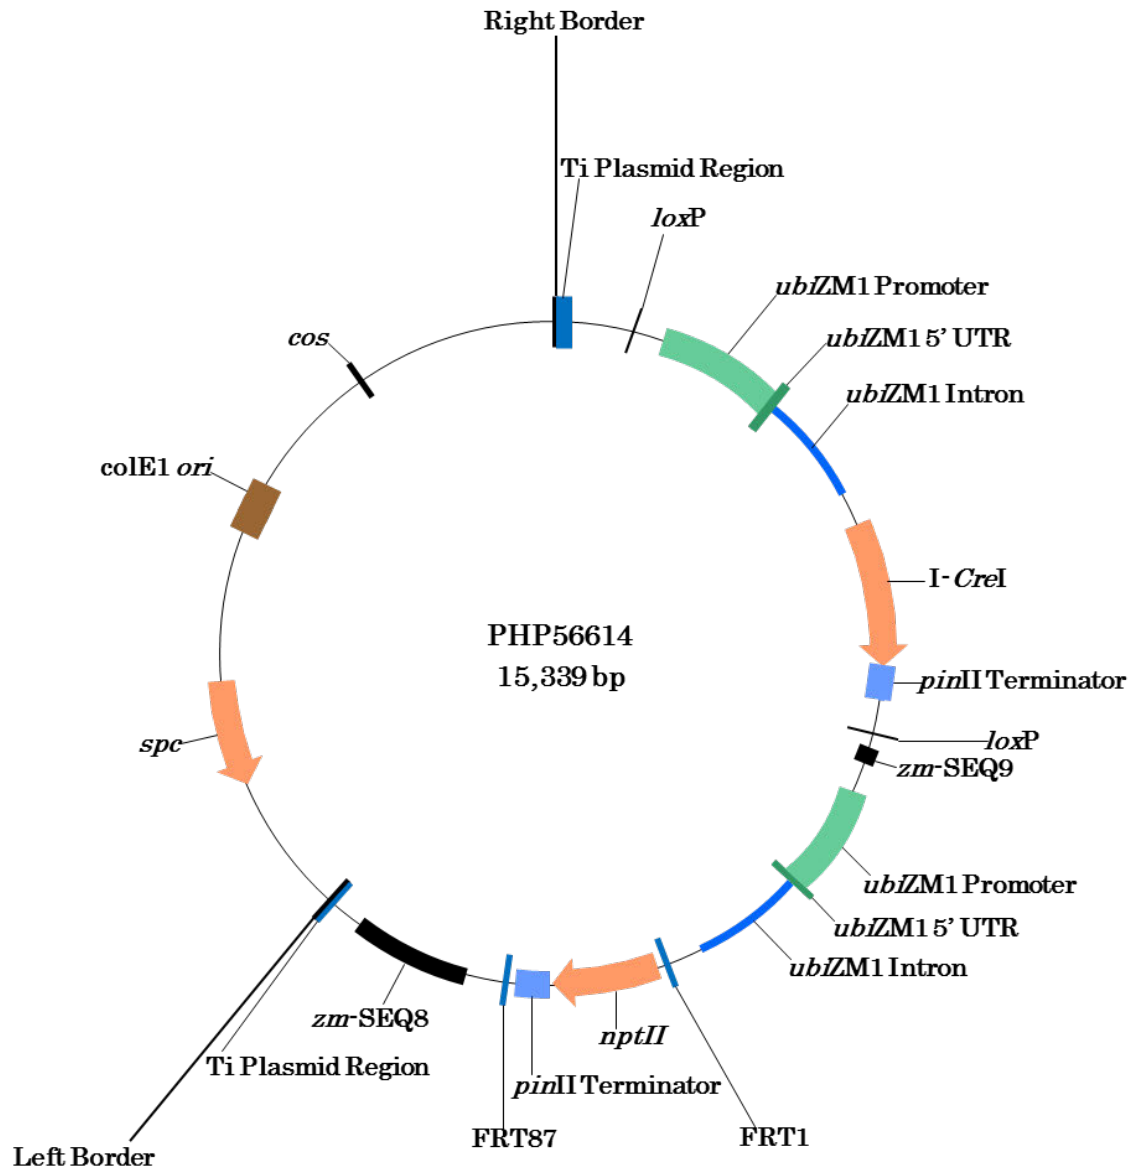 Right Border
Ti Plasmid Region
loxP
ubiZM1 Promoter
ubiZM1 5' UTR
ubiZM1 Intron
cos
colE1 ori
I-CreI
PHP56614
15,339 bp
pinII Terminator
loxP
zm-SEQ9
spc
ubiZM1 Promoter
ubiZM1 5' UTR
ubiZM1 Intron
zm-SEQ8
nptII
Ti Plasmid Region
pinII Terminator
FRT87
FRT1
Left Border